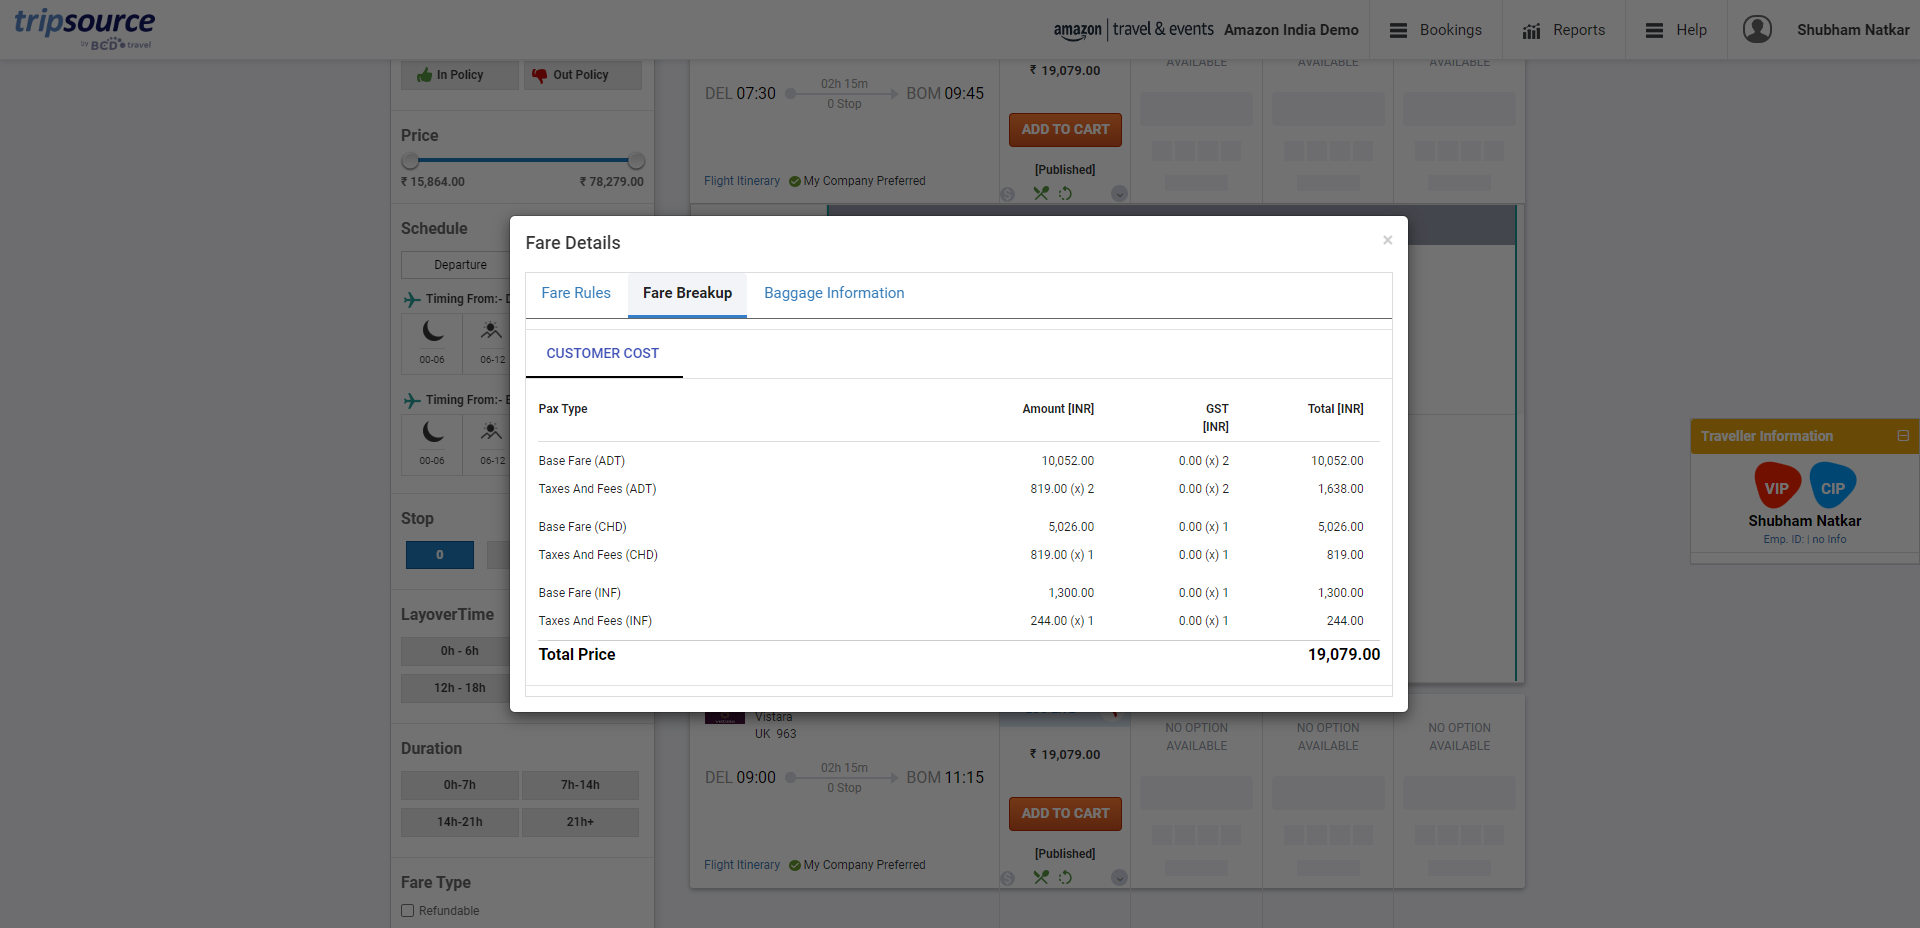 tripsource
by BCD travel
amazon | travel & events Amazon India Demo
Bookings
Reports
Help
Shubham Natkar
In Policy
Out Policy
Price
₹ 15,864.00
₹ 78,279.00
Schedule
Departure
Timing From:-
00-06
06-12
Timing From:-
00-06
06-12
Stop
0
LayoverTime
0h - 6h
12h - 18h
Duration
0h-7h
7h-14h
14h-21h
21h+
Fare Type
Refundable
₹ 19,079.00
AVAILABLE
AVAILABLE
AVAILABLE
DEL 07:30
02h 15m
0 Stop
BOM 09:45
ADD TO CART
[Published]
Flight Itinerary
My Company Preferred
Fare Details
×
Fare Rules
Fare Breakup
Baggage Information
CUSTOMER COST
Pax Type Amount [INR] GST [INR] Total [INR]
Base Fare (ADT) 10,052.00 0.00 (x) 2 10,052.00
Taxes And Fees (ADT) 819.00 (x) 2 0.00 (x) 2 1,638.00
Base Fare (CHD) 5,026.00 0.00 (x) 1 5,026.00
Taxes And Fees (CHD) 819.00 (x) 1 0.00 (x) 1 819.00
Base Fare (INF) 1,300.00 0.00 (x) 1 1,300.00
Taxes And Fees (INF) 244.00 (x) 1 0.00 (x) 1 244.00
Total Price 19,079.00
Traveller Information
VIP
CIP
Shubham Natkar
Emp. ID: | no Info
Vistara
UK 963
DEL 09:00
02h 15m
0 Stop
BOM 11:15
₹ 19,079.00
ADD TO CART
[Published]
Flight Itinerary
My Company Preferred
NO OPTION
AVAILABLE
NO OPTION
AVAILABLE
NO OPTION
AVAILABLE